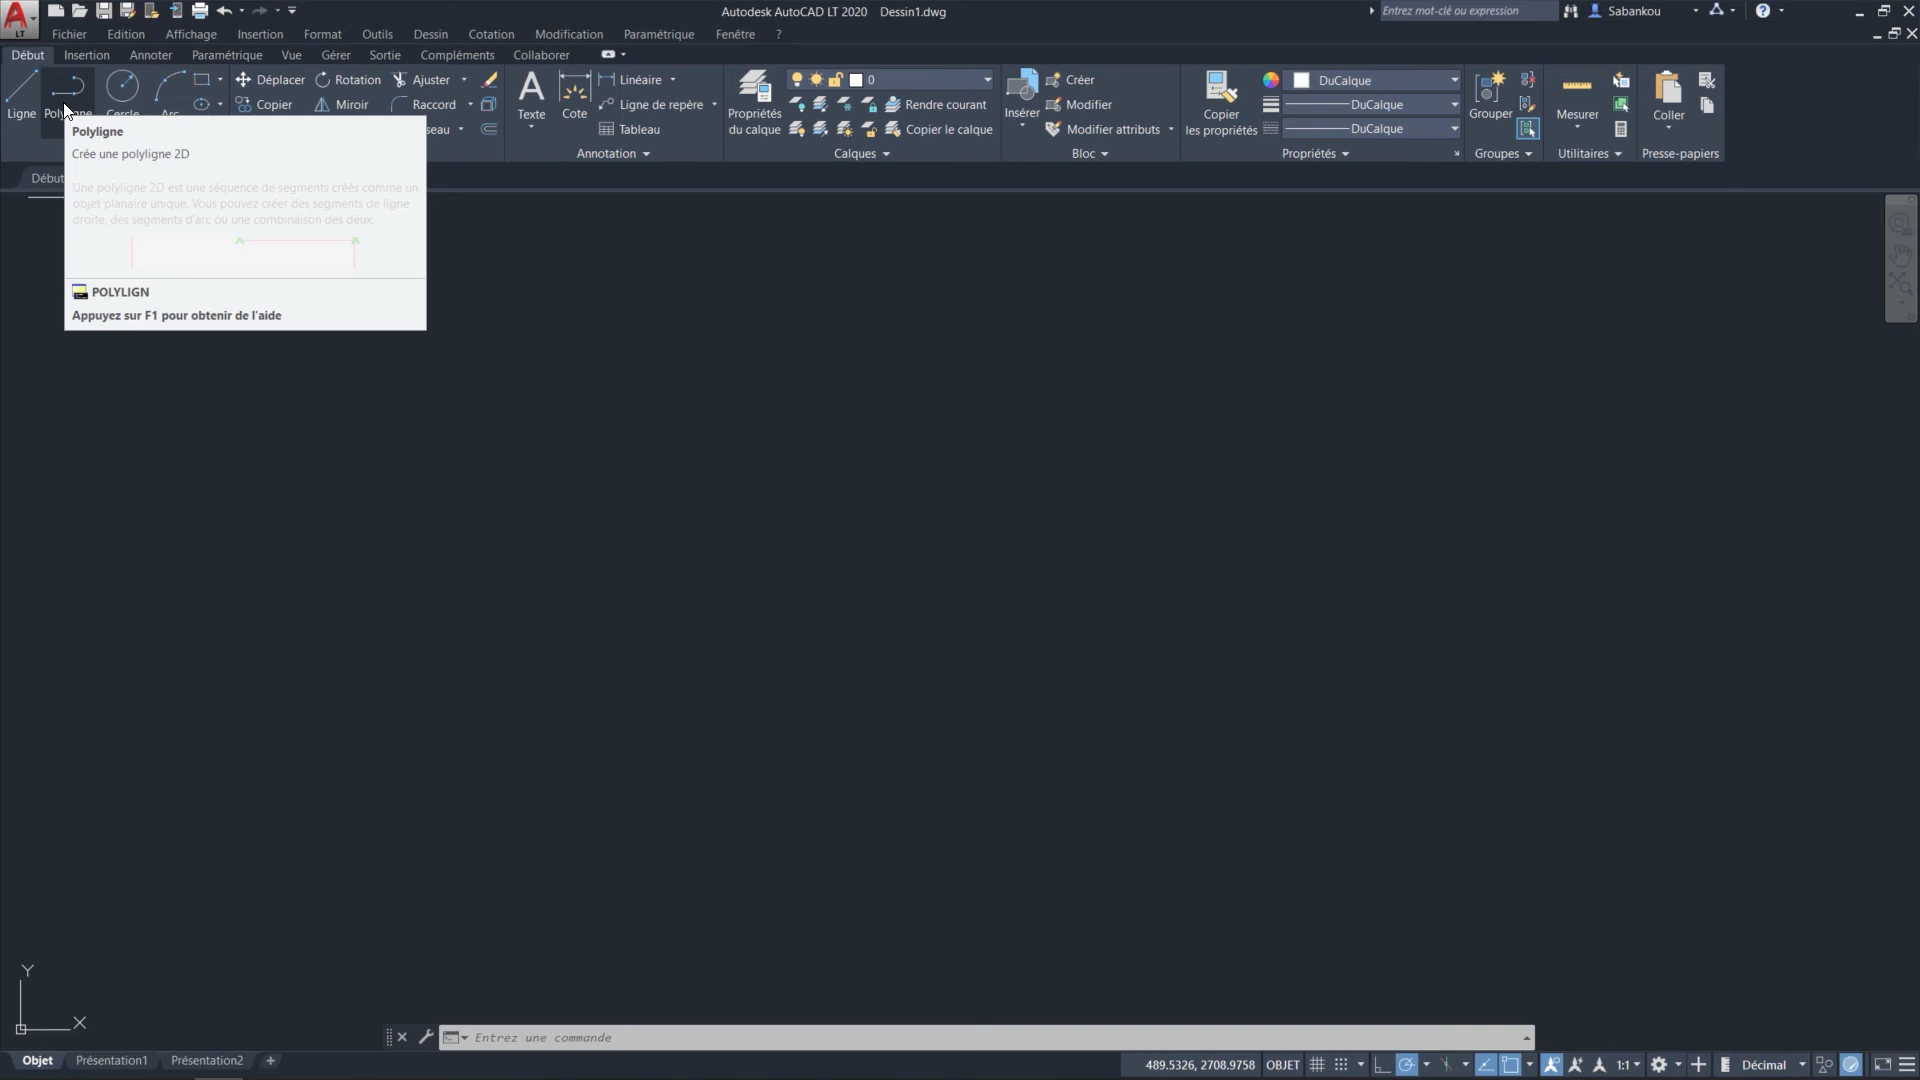 LT
Autodesk AutoCAD LT 2020 Dessin1.dwg
Entrez mot-clé ou expression
Sabankou
Fichier Edition Affichage Insertion Format Outils Dessin Cotation Modification Paramétrique Fenêtre ?
Début Insertion Annoter Paramétrique Vue Gérer Sortie Compléments Collaborer
Déplacer Rotation Ajuster
Linéaire
0
Créer
DuCalque
Ligne Polyligne Cercle Arc
Copier Miroir Raccord
Texte Cote
Ligne de repère
Propriétés
du calque
Rendre courant
Insérer
Modifier
Copier
les propriétés
DuCalque
Grouper
Mesurer
Coller
seau
Tableau
Copier le calque
Modifier attributs
DuCalque
Annotation Calques Bloc Propriétés Groupes Utilitaires Presse-papiers
Début
Polyligne
Crée une polyligne 2D
Une polyligne 2D est une séquence de segments créés comme un
objet planaire unique. Vous pouvez créer des segments de ligne
droite, des segments d'arc ou une combinaison des deux.
POLYLIGN
Appuyez sur F1 pour obtenir de l'aide
Y
X
Entrez une commande
Objet Présentation1 Présentation2 +
489.5326, 2708.9758 OBJET 1:1 Décimal